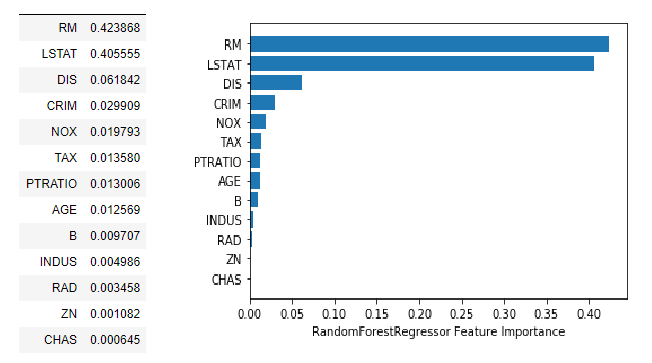 RM 0.423868
LSTAT 0.405555
DIS 0.061842
CRIM 0.029909
NOX 0.019793
TAX 0.013580
PTRATIO 0.013006
AGE 0.012569
B 0.009707
INDUS 0.004986
RAD 0.003458
ZN 0.001082
CHAS 0.000645
RM
LSTAT
DIS
CRIM
NOX
TAX
PTRATIO
AGE
B
INDUS
RAD
ZN
CHAS
0.00 0.05 0.10 0.15 0.20 0.25 0.30 0.35 0.40
RandomForestRegressor Feature Importance